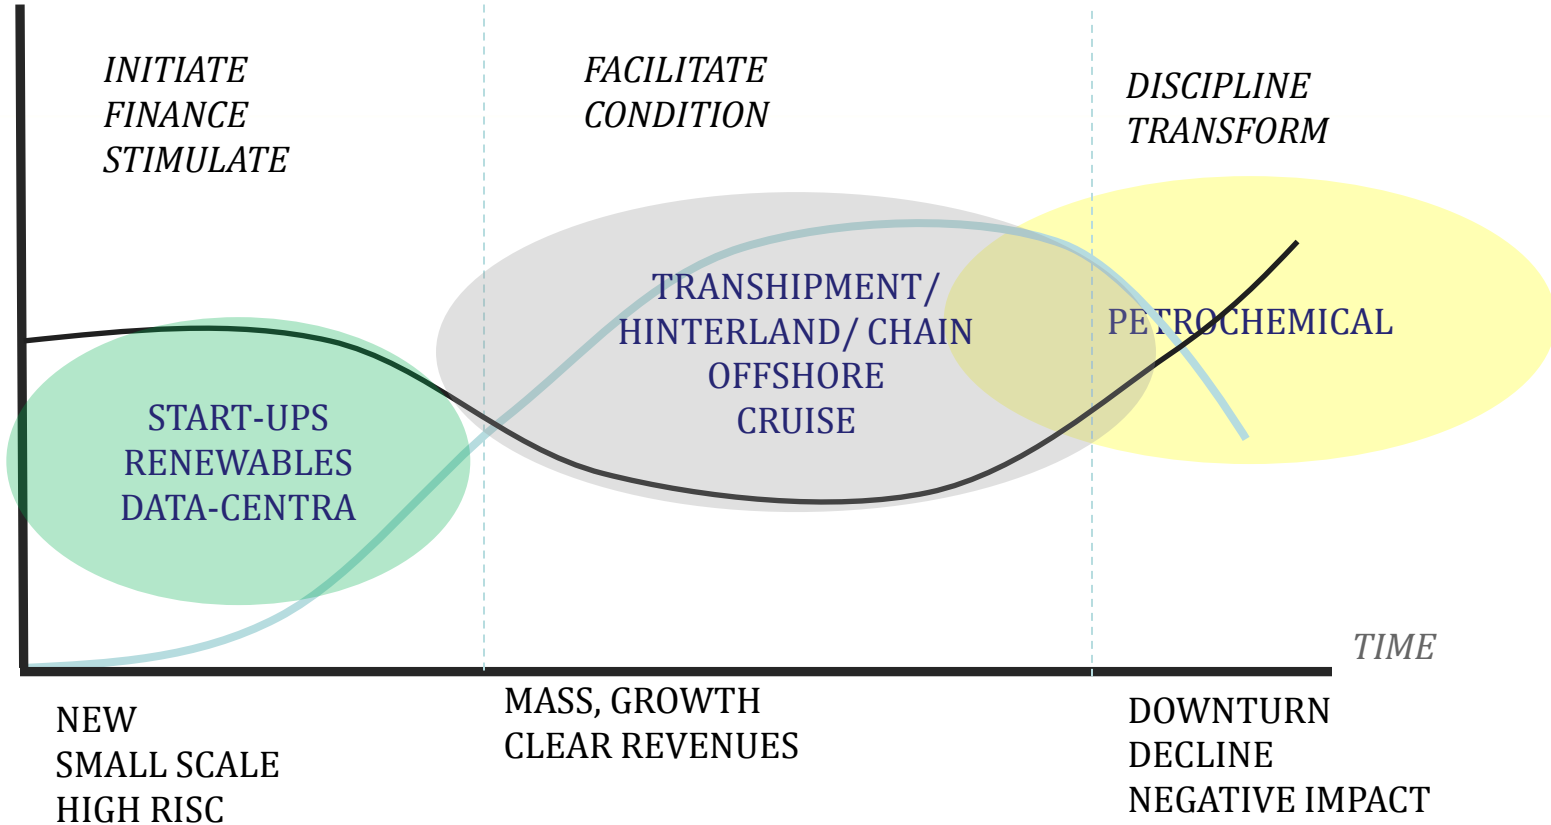 INITIATE
FINANCE
STIMULATE
FACILITATE
CONDITION
DISCIPLINE
TRANSFORM
START-UPS
RENEWABLES
DATA-CENTRA
TRANSHIPMENT/
HINTERLAND/ CHAIN
OFFSHORE
CRUISE
PETROCHEMICAL
TIME
NEW
SMALL SCALE
HIGH RISC
MASS, GROWTH
CLEAR REVENUES
DOWNTURN
DECLINE
NEGATIVE IMPACT